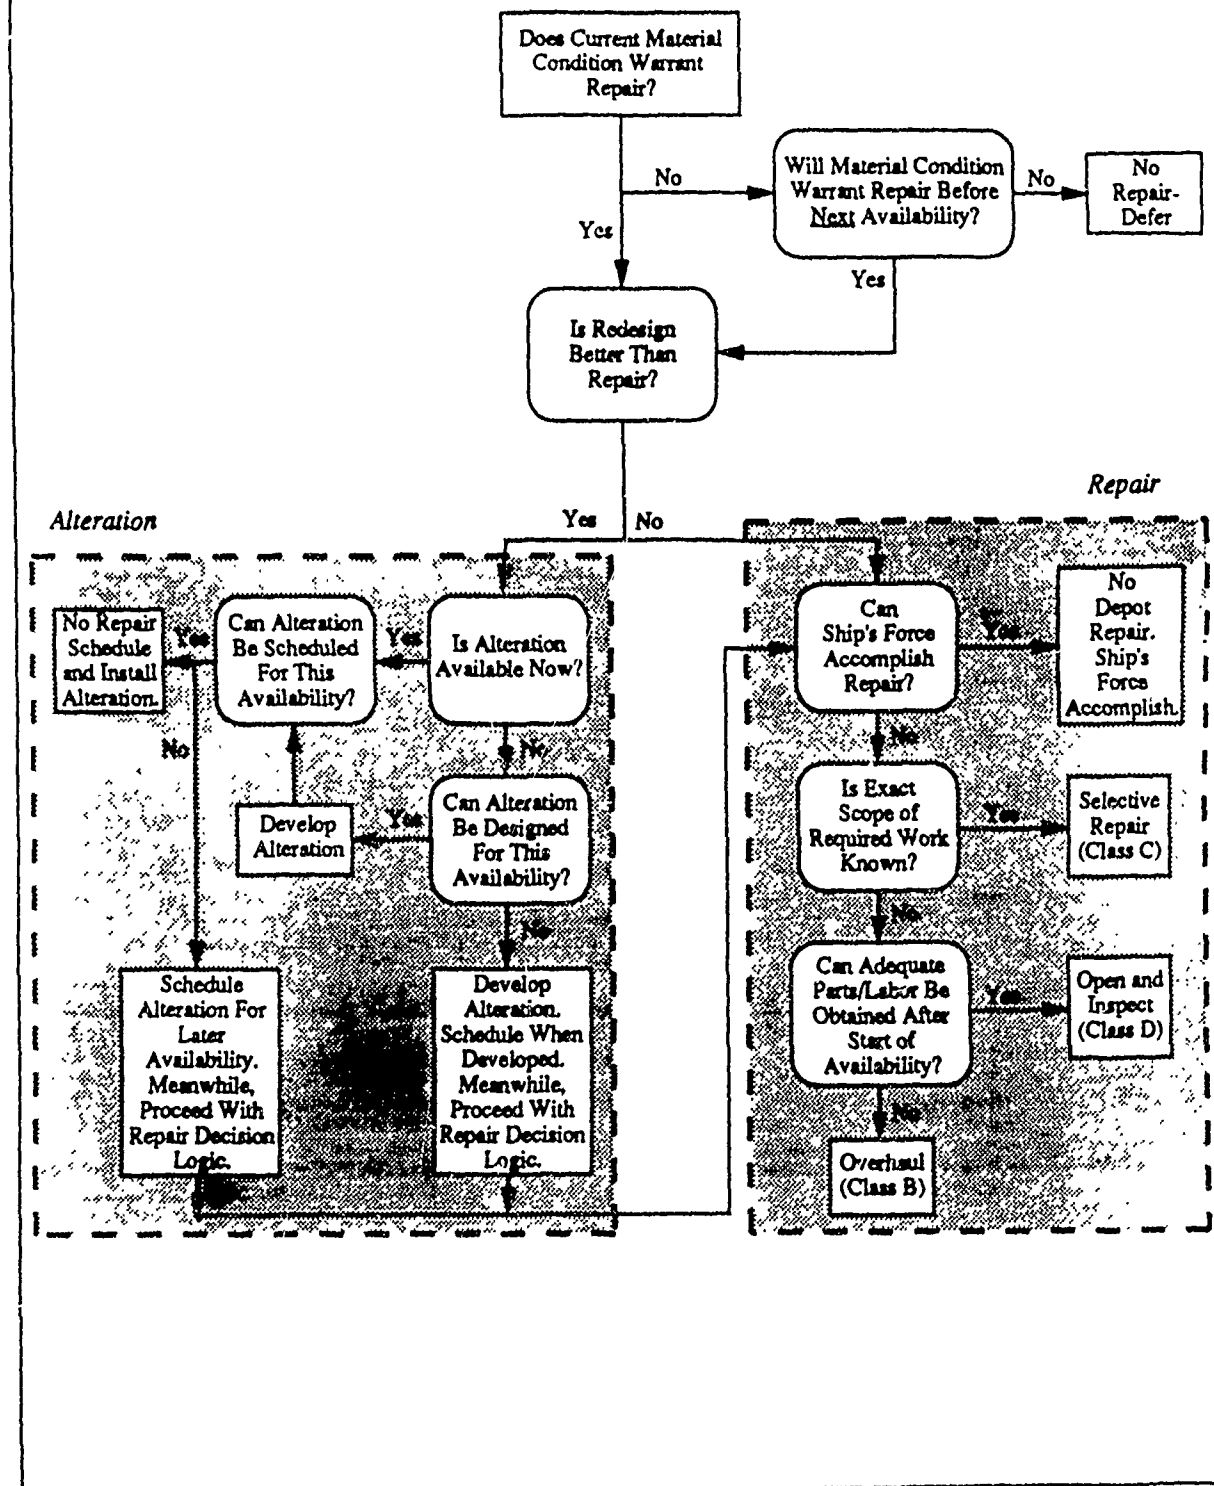 Does Current Material
Condition Warrant
Repair?
No
Will Material Condition
Warrant Repair Before
Next Availability?
No
No
Repair-
Defer
Yes
Yes
Is Redesign
Better Than
Repair?
Yes
No
Alteration
No Repair
Schedule
and Install
Alteration.
Yes
Can Alteration
Be Scheduled
For This
Availability?
Yes
Is Alteration
Available Now?
No
No
Develop
Alteration
Yes
Can Alteration
Be Designed
For This
Availability?
No
Schedule
Alteration For
Later
Availability.
Meanwhile,
Proceed With
Repair Decision
Logic.
Develop
Alteration.
Schedule When
Developed.
Meanwhile,
Proceed With
Repair Decision
Logic.
Repair
Can
Ship's Force
Accomplish
Repair?
Yes
No
Depot
Repair.
Ship's
Force
Accomplish.
No
Is Exact
Scope of
Required Work
Known?
Yes
Selective
Repair
(Class C)
No
Can Adequate
Parts/Labor Be
Obtained After
Start of
Availability?
Yes
Open and
Inspect
(Class D)
No
Overhaul
(Class B)